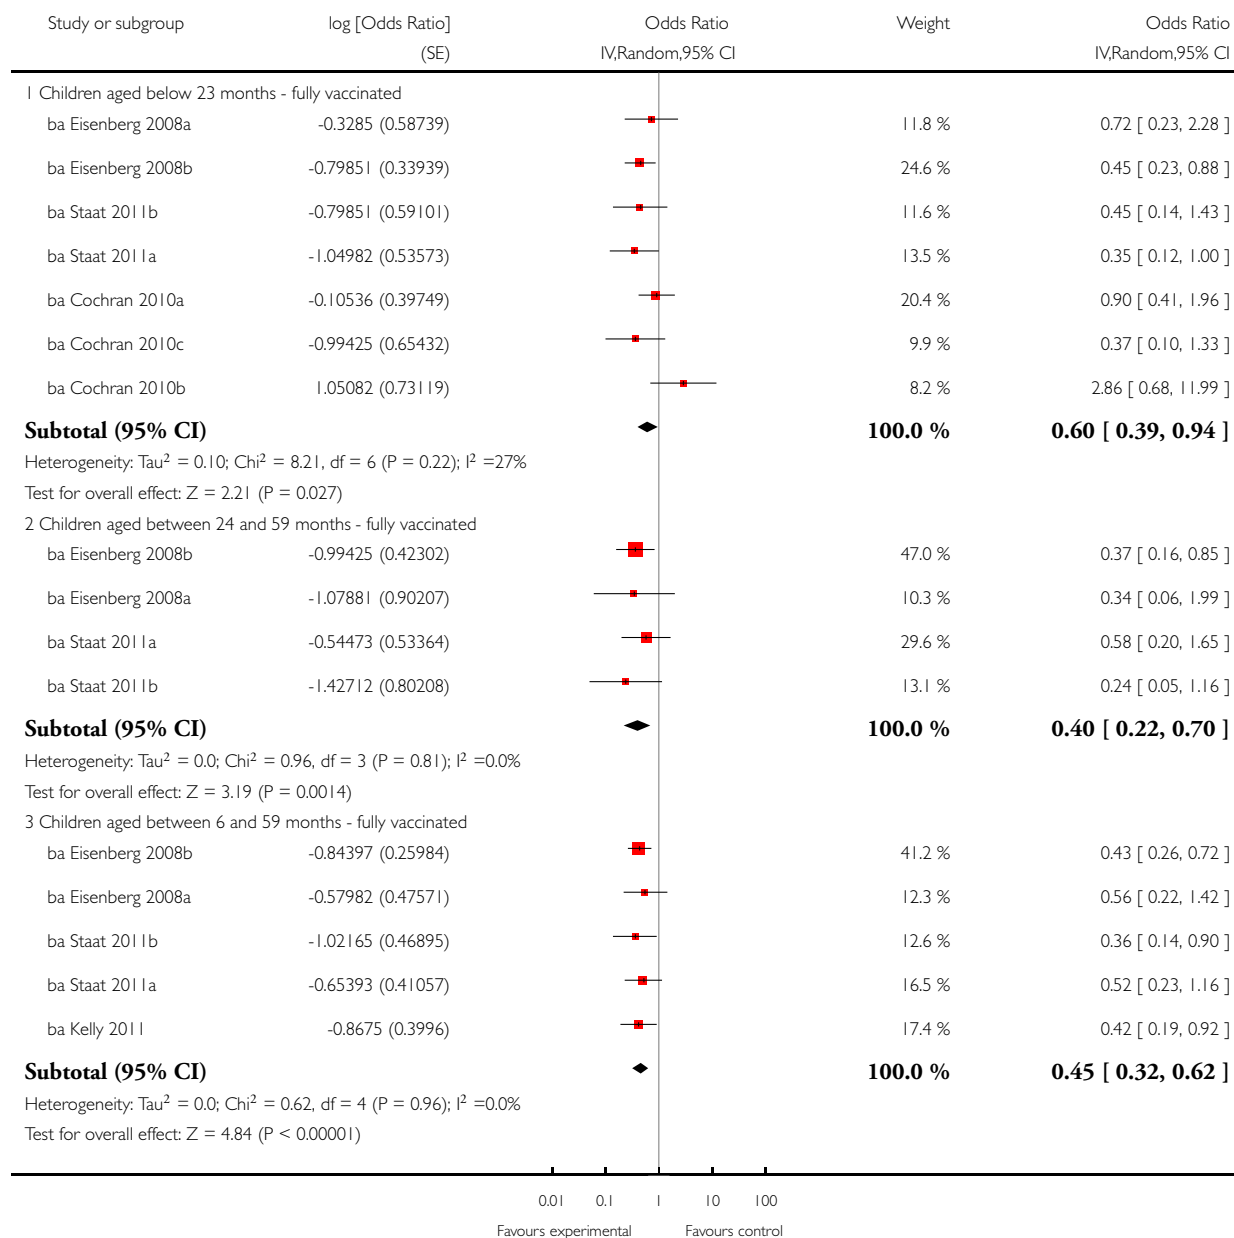 Study or subgroup log [Odds Ratio] Odds Ratio Weight Odds Ratio
(SE) IV,Random,95% CI IV,Random,95% CI
1 Children aged below 23 months - fully vaccinated
ba Eisenberg 2008a -0.3285 (0.58739) 11.8 % 0.72 [ 0.23, 2.28 ]
ba Eisenberg 2008b -0.79851 (0.33939) 24.6 % 0.45 [ 0.23, 0.88 ]
ba Staat 2011b -0.79851 (0.59101) 11.6 % 0.45 [ 0.14, 1.43 ]
ba Staat 2011a -1.04982 (0.53573) 13.5 % 0.35 [ 0.12, 1.00 ]
ba Cochran 2010a -0.10536 (0.39749) 20.4 % 0.90 [ 0.41, 1.96 ]
ba Cochran 2010c -0.99425 (0.65432) 9.9 % 0.37 [ 0.10, 1.33 ]
ba Cochran 2010b 1.05082 (0.73119) 8.2 % 2.86 [ 0.68, 11.99 ]
Subtotal (95% CI) 100.0 % 0.60 [ 0.39, 0.94 ]
Heterogeneity: Tau² = 0.10; Chi² = 8.21, df = 6 (P = 0.22); I² =27%
Test for overall effect: Z = 2.21 (P = 0.027)
2 Children aged between 24 and 59 months - fully vaccinated
ba Eisenberg 2008b -0.99425 (0.42302) 47.0 % 0.37 [ 0.16, 0.85 ]
ba Eisenberg 2008a -1.07881 (0.90207) 10.3 % 0.34 [ 0.06, 1.99 ]
ba Staat 2011a -0.54473 (0.53364) 29.6 % 0.58 [ 0.20, 1.65 ]
ba Staat 2011b -1.42712 (0.80208) 13.1 % 0.24 [ 0.05, 1.16 ]
Subtotal (95% CI) 100.0 % 0.40 [ 0.22, 0.70 ]
Heterogeneity: Tau² = 0.0; Chi² = 0.96, df = 3 (P = 0.81); I² =0.0%
Test for overall effect: Z = 3.19 (P = 0.0014)
3 Children aged between 6 and 59 months - fully vaccinated
ba Eisenberg 2008b -0.84397 (0.25984) 41.2 % 0.43 [ 0.26, 0.72 ]
ba Eisenberg 2008a -0.57982 (0.47571) 12.3 % 0.56 [ 0.22, 1.42 ]
ba Staat 2011b -1.02165 (0.46895) 12.6 % 0.36 [ 0.14, 0.90 ]
ba Staat 2011a -0.65393 (0.41057) 16.5 % 0.52 [ 0.23, 1.16 ]
ba Kelly 2011 -0.8675 (0.3996) 17.4 % 0.42 [ 0.19, 0.92 ]
Subtotal (95% CI) 100.0 % 0.45 [ 0.32, 0.62 ]
Heterogeneity: Tau² = 0.0; Chi² = 0.62, df = 4 (P = 0.96); I² =0.0%
Test for overall effect: Z = 4.84 (P < 0.00001)
0.01 0.1 1 10 100
Favours experimental Favours control